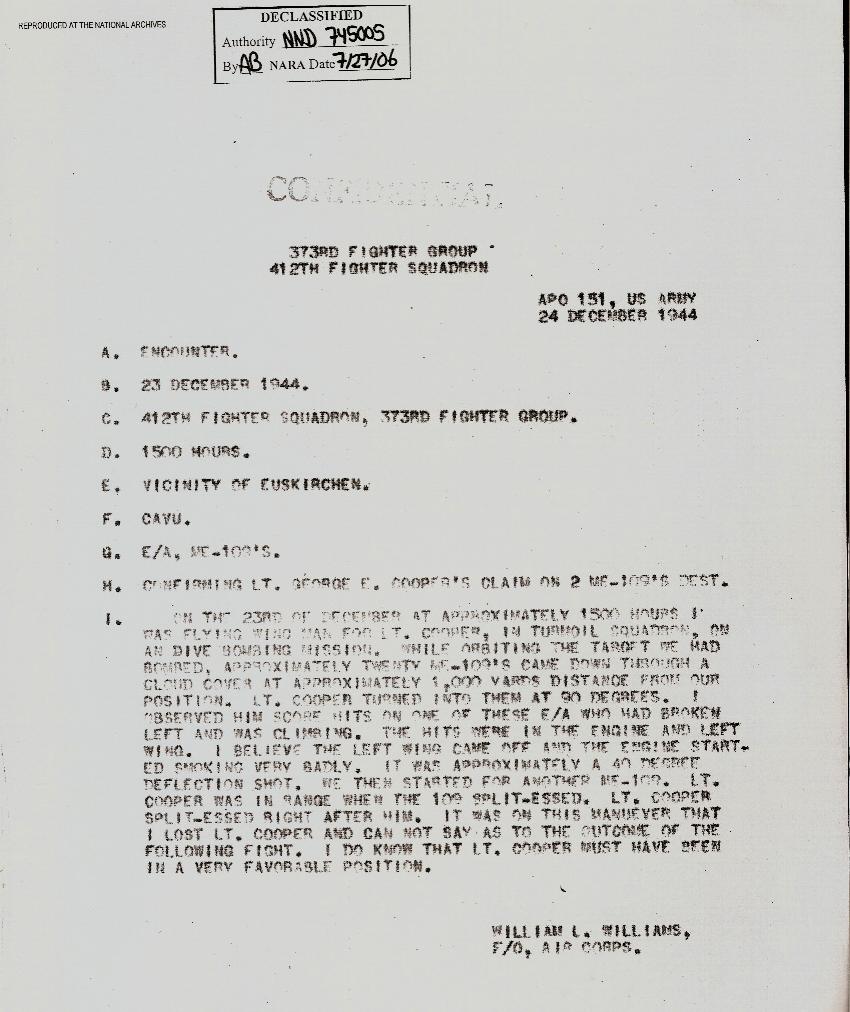 REPRODUCED AT THE NATIONAL ARCHIVES
DECLASSIFIED
Authority NND 745005
By AB NARA Date 7/27/06
CONFIDENTIAL
373RD FIGHTER GROUP
412TH FIGHTER SQUADRON
APO 151, US ARMY
24 DECEMBER 1944
A. ENCOUNTER.
B. 23 DECEMBER 1944.
C. 412TH FIGHTER SQUADRON, 373RD FIGHTER GROUP.
D. 1500 HOURS.
E. VICINITY OF EUSKIRCHEN.
F. CAVU.
G. E/A, ME-109'S.
H. CONFIRMING LT. GEORGE E. COOPER'S CLAIM ON 2 ME-109'S DEST.
I. ON THE 23RD OF DECEMBER AT APPROXIMATELY 1500 HOURS I
WAS FLYING WING MAN FOR LT. COOPER, IN TURMOIL SQUADRON, ON
AN DIVE BOMBING MISSION. WHILE ORBITING THE TARGET WE HAD
BOMBED, APPROXIMATELY TWENTY ME-109'S CAME DOWN THROUGH A
CLOUD COVER AT APPROXIMATELY 1,000 YARDS DISTANCE FROM OUR
POSITION. LT. COOPER TURNED INTO THEM AT 90 DEGREES. I
OBSERVED HIM SCORE HITS ON ONE OF THESE E/A WHO HAD BROKEN
LEFT AND WAS CLIMBING. THE HITS WERE IN THE ENGINE AND LEFT
WING. I BELIEVE THE LEFT WING CAME OFF AND THE ENGINE START-
ED SMOKING VERY BADLY. IT WAS APPROXIMATELY A 40 DEGREE
DEFLECTION SHOT. WE THEN STARTED FOR ANOTHER ME-109. LT.
COOPER WAS IN RANGE WHEN THE 109 SPLIT-ESSED. LT. COOPER
SPLIT-ESSED RIGHT AFTER HIM. IT WAS ON THIS MANUEVER THAT
I LOST LT. COOPER AND CAN NOT SAY AS TO THE OUTCOME OF THE
FOLLOWING FIGHT. I DO KNOW THAT LT. COOPER MUST HAVE BEEN
IN A VERY FAVORABLE POSITION.
WILLIAM L. WILLIAMS,
F/O, AIR CORPS.